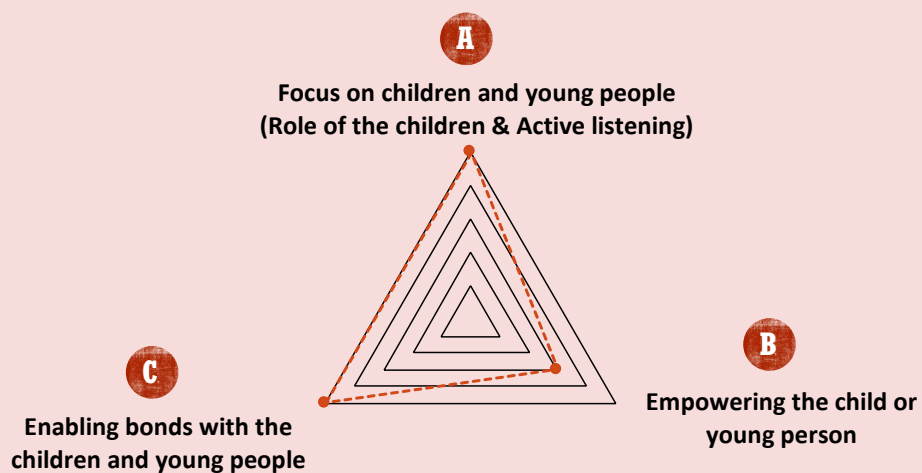 A
Focus on children and young people
(Role of the children & Active listening)
B
Empowering the child or
young person
C
Enabling bonds with the
children and young people